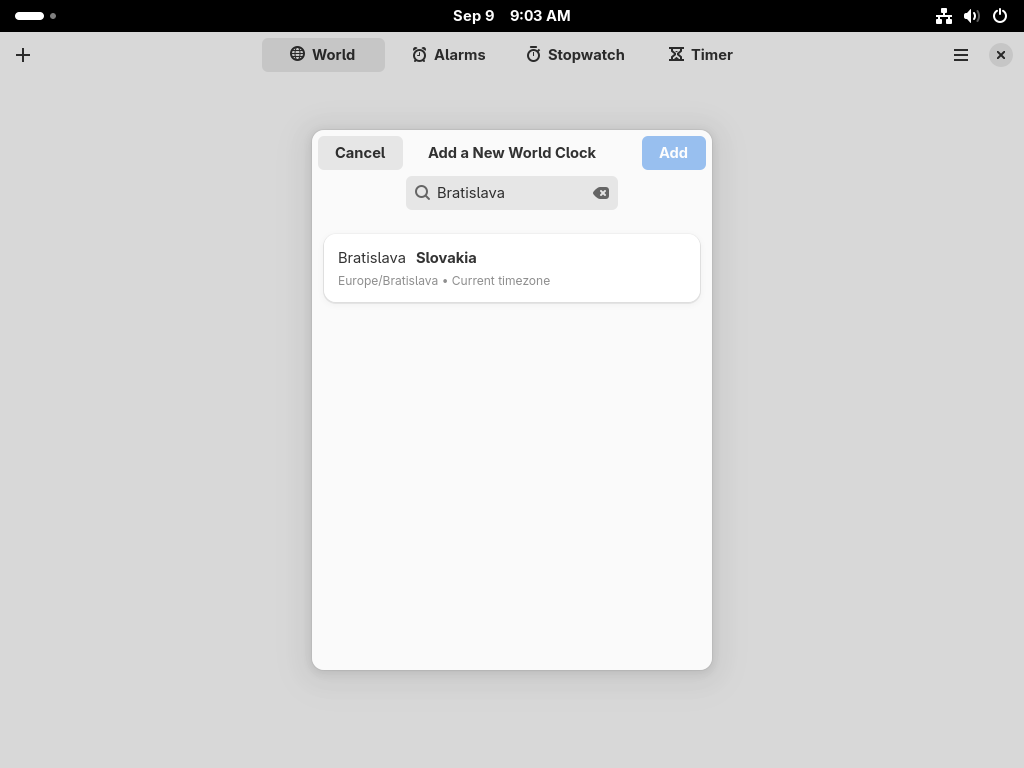 Sep 9 9:03 AM
World
Alarms
Stopwatch
Timer
Cancel
Add a New World Clock
Add
Bratislava
Bratislava Slovakia
Europe/Bratislava • Current timezone